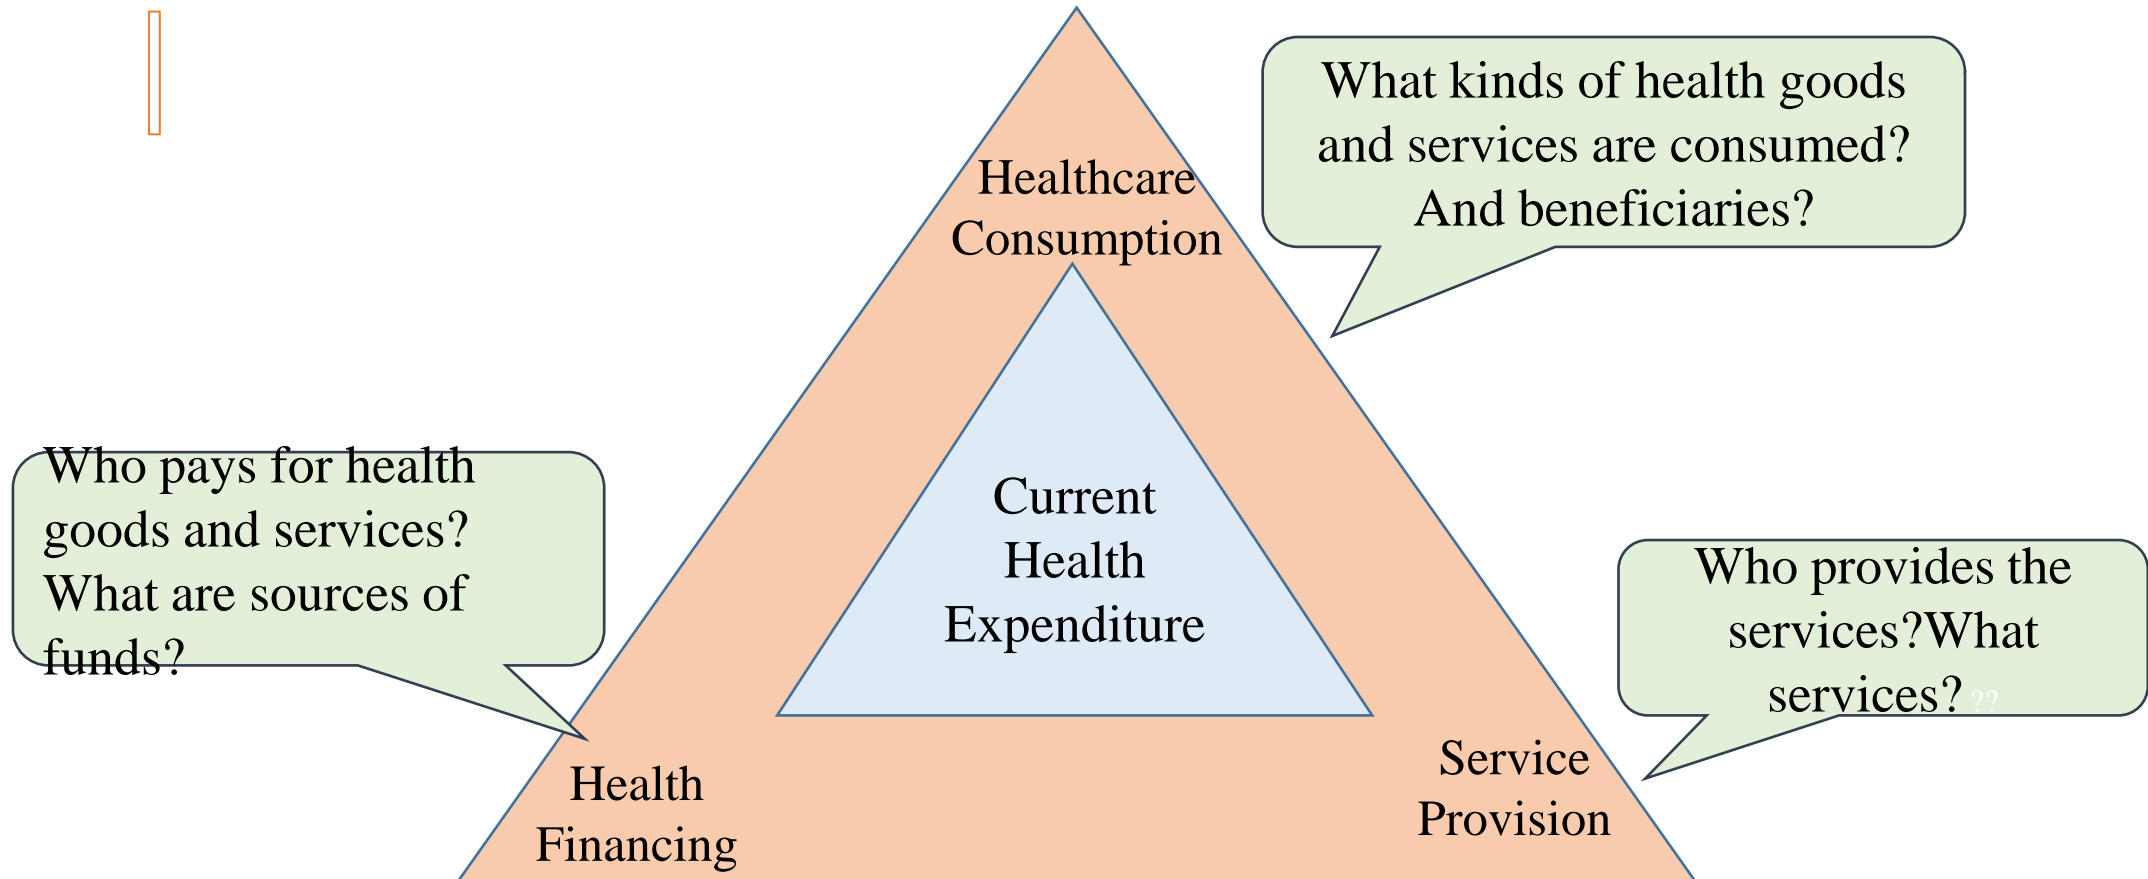 What kinds of health goods
and services are consumed?
And beneficiaries?
Healthcare
Consumption
Who pays for health
goods and services?
What are sources of
funds?
Current
Health
Expenditure
Who provides the
services?What
services? ??
Health
Financing
Service
Provision